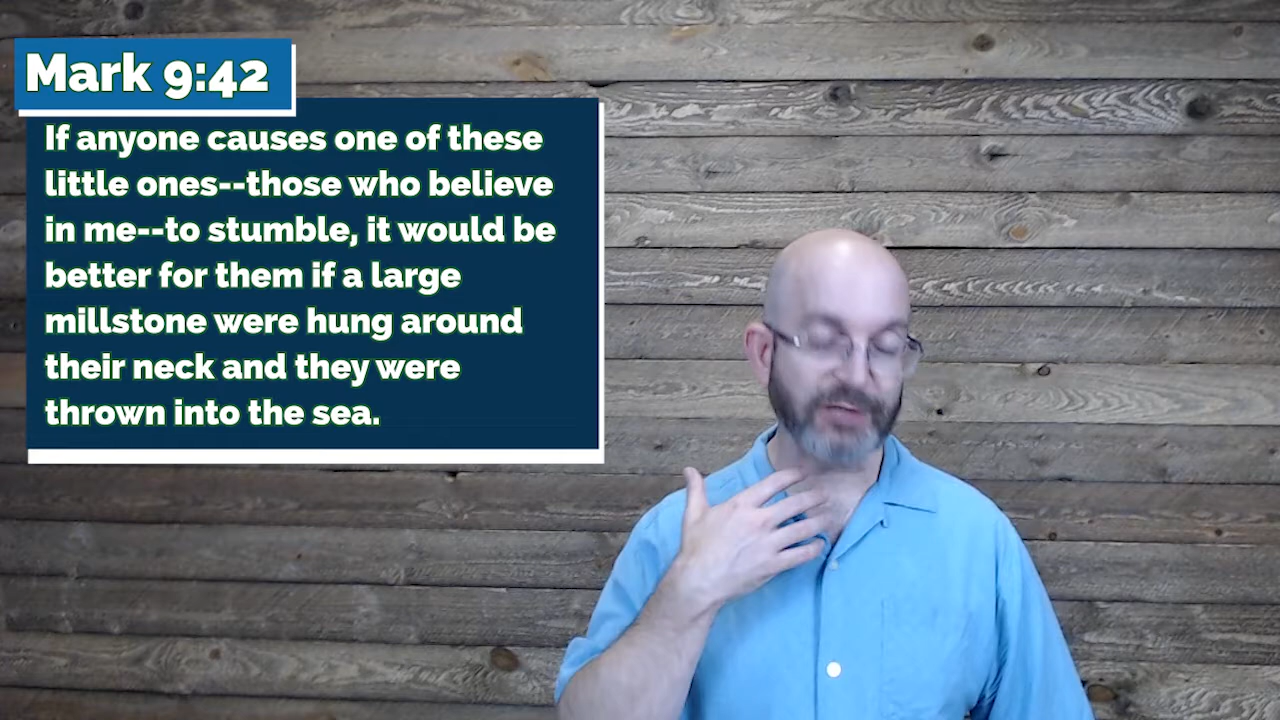 Mark 9:42
If anyone causes one of these
little ones--those who believe
in me--to stumble, it would be
better for them if a large
millstone were hung around
their neck and they were
thrown into the sea.